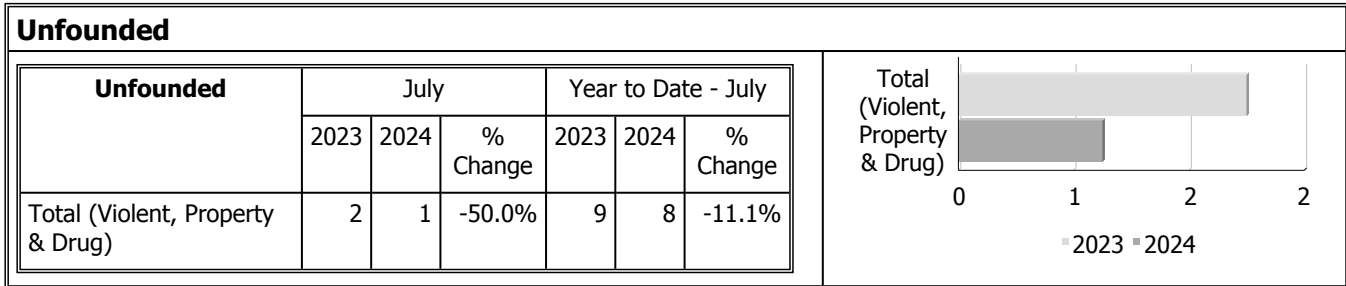 Unfounded
Unfounded July Year to Date - July
2023 2024 % Change 2023 2024 % Change
Total (Violent, Property & Drug) 2 1 -50.0% 9 8 -11.1%
Total
(Violent,
Property
& Drug)
0 1 2 2
2023 2024